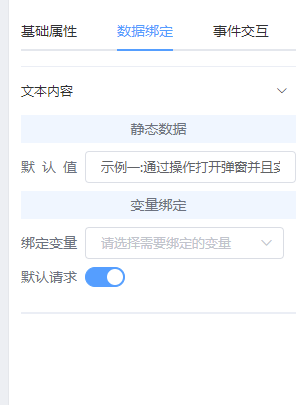 基础属性 数据绑定 事件交互
文本内容
静态数据
默认值 示例一:通过操作打开弹窗并且
变量绑定
绑定变量 请选择需要绑定的变量
默认请求